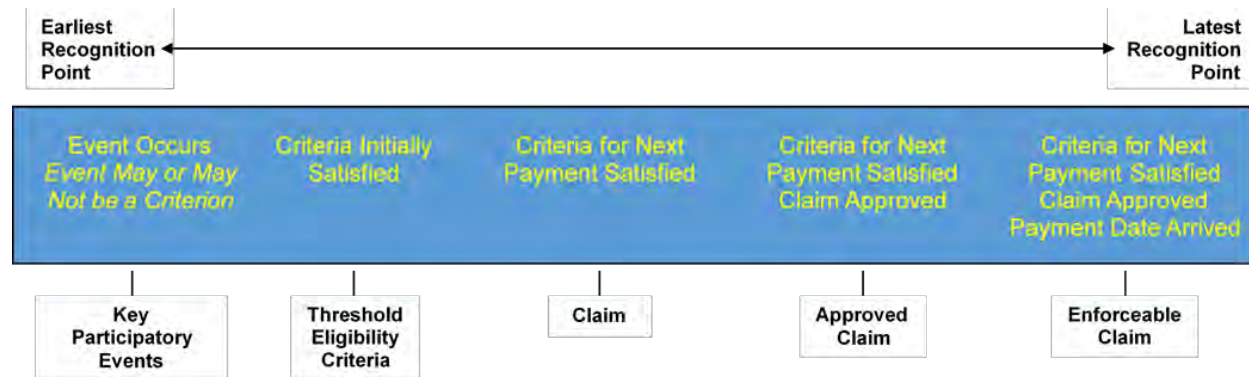 Earliest
Recognition
Point
Latest
Recognition
Point
Event Occurs
Event May or May
Not be a Criterion
Criteria Initially
Satisfied
Criteria for Next
Payment Satisfied
Criteria for Next
Payment Satisfied
Claim Approved
Criteria for Next
Payment Satisfied
Claim Approved
Payment Date Arrived
Key
Participatory
Events
Threshold
Eligibility
Criteria
Claim
Approved
Claim
Enforceable
Claim